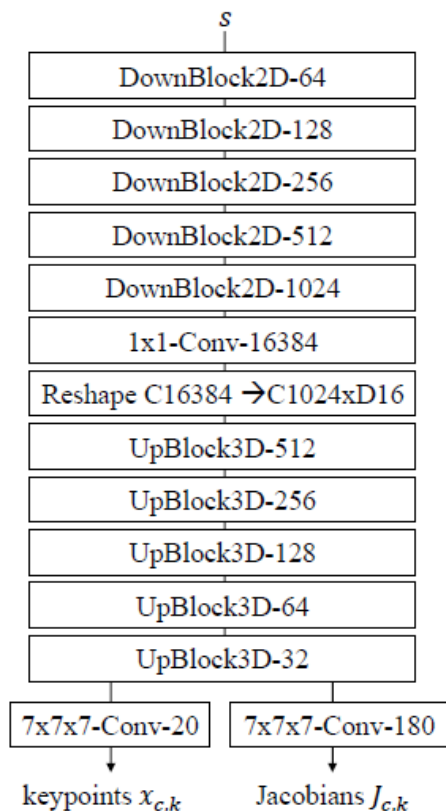 s
DownBlock2D-64
DownBlock2D-128
DownBlock2D-256
DownBlock2D-512
DownBlock2D-1024
1x1-Conv-16384
Reshape C16384 →C1024xD16
UpBlock3D-512
UpBlock3D-256
UpBlock3D-128
UpBlock3D-64
UpBlock3D-32
7x7x7-Conv-20 7x7x7-Conv-180
keypoints x_{c,k} Jacobians J_{c,k}